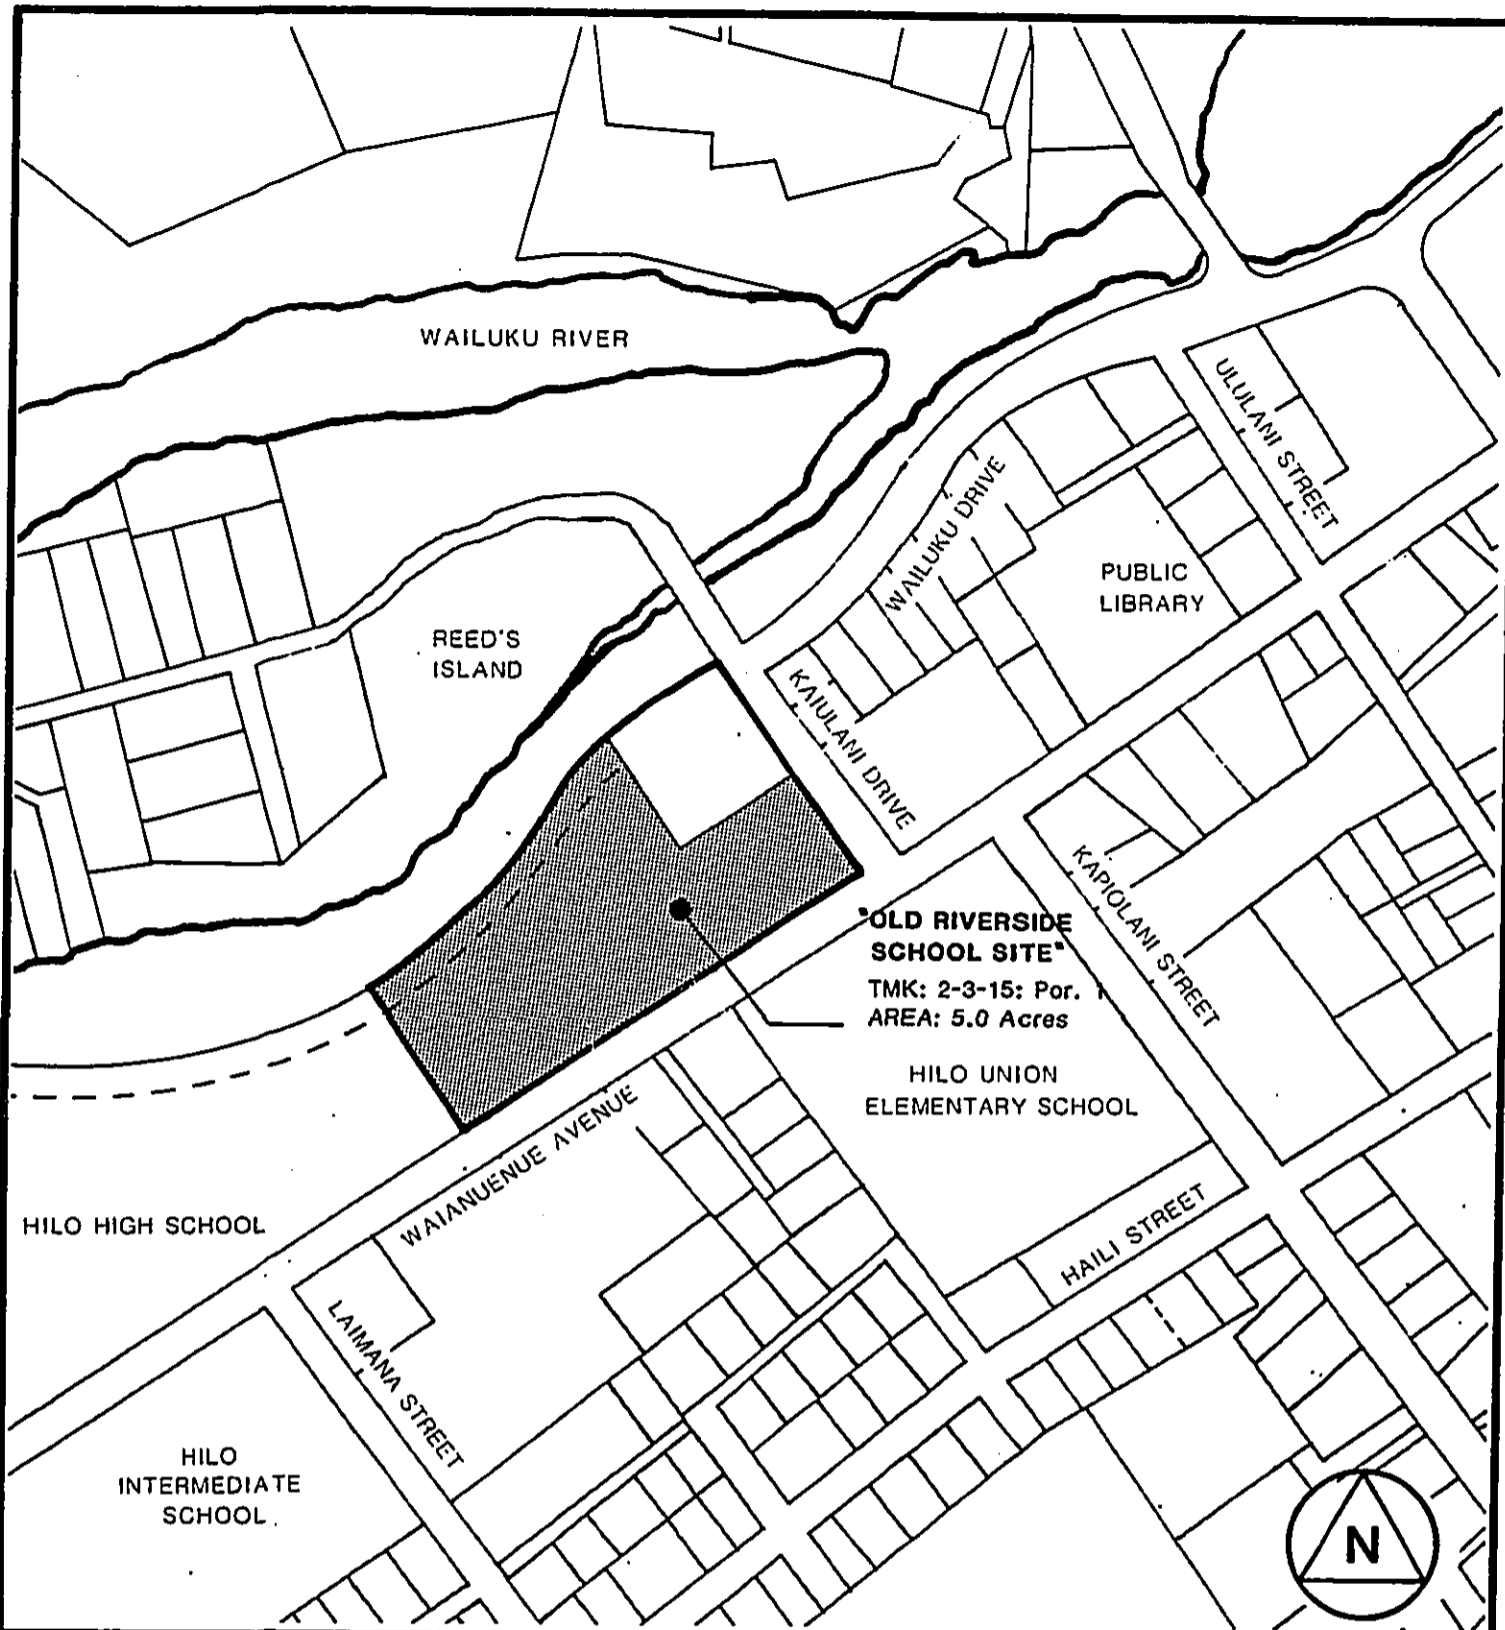 WAILUKU RIVER
ULULANI STREET
WAILUKU DRIVE
PUBLIC
LIBRARY
REED'S
ISLAND
KAIULANI DRIVE
KAPIOLANI STREET
"OLD RIVERSIDE
SCHOOL SITE"
TMK: 2-3-15: Por. 1
AREA: 5.0 Acres
HILO UNION
ELEMENTARY SCHOOL
WAIANUENUE AVENUE
HILO HIGH SCHOOL
HAILI STREET
LAIMANA STREET
HILO
INTERMEDIATE
SCHOOL
N